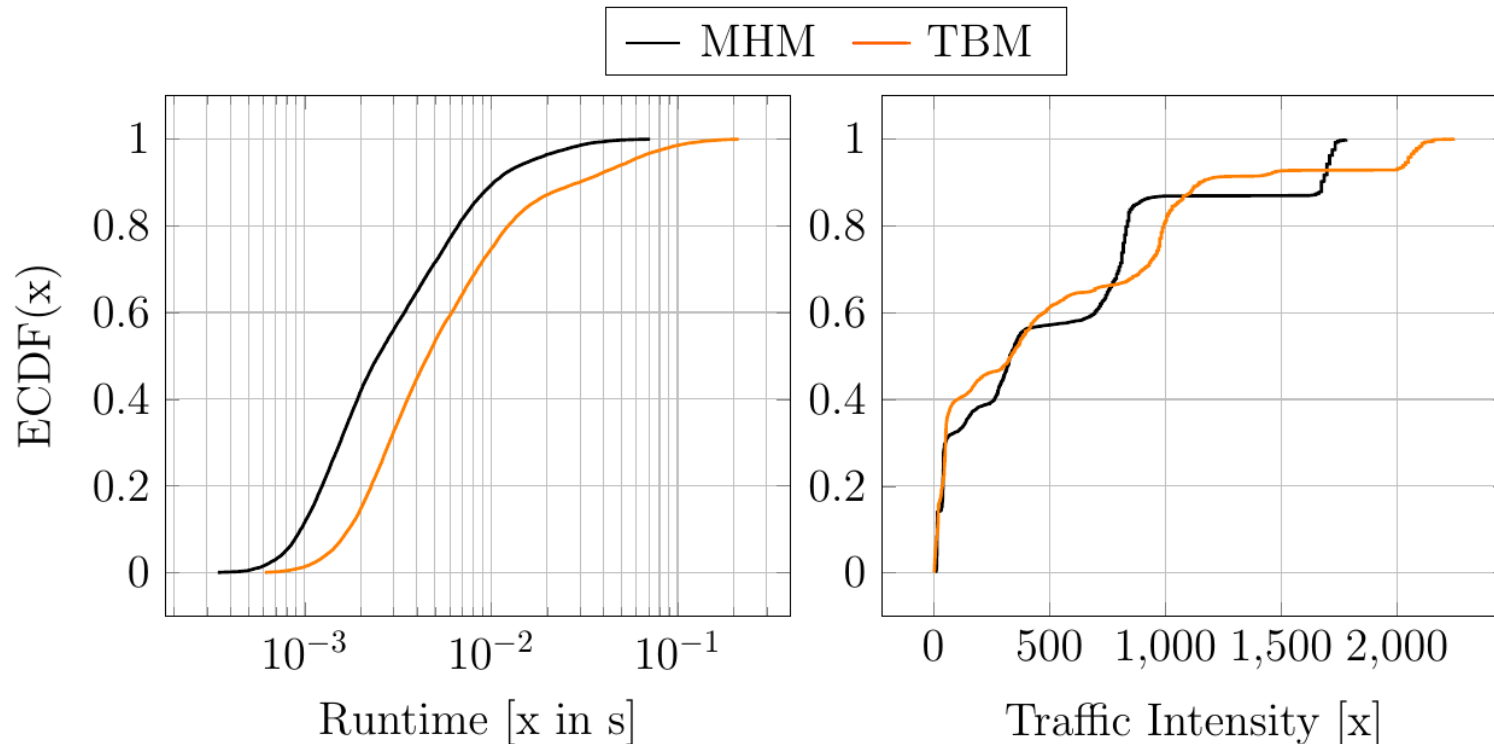 MHM TBM
ECDF(x)
1
0.8
0.6
0.4
0.2
0
10⁻³ 10⁻² 10⁻¹
Runtime [x in s]
1
0.8
0.6
0.4
0.2
0
0 500 1,000 1,500 2,000
Traffic Intensity [x]